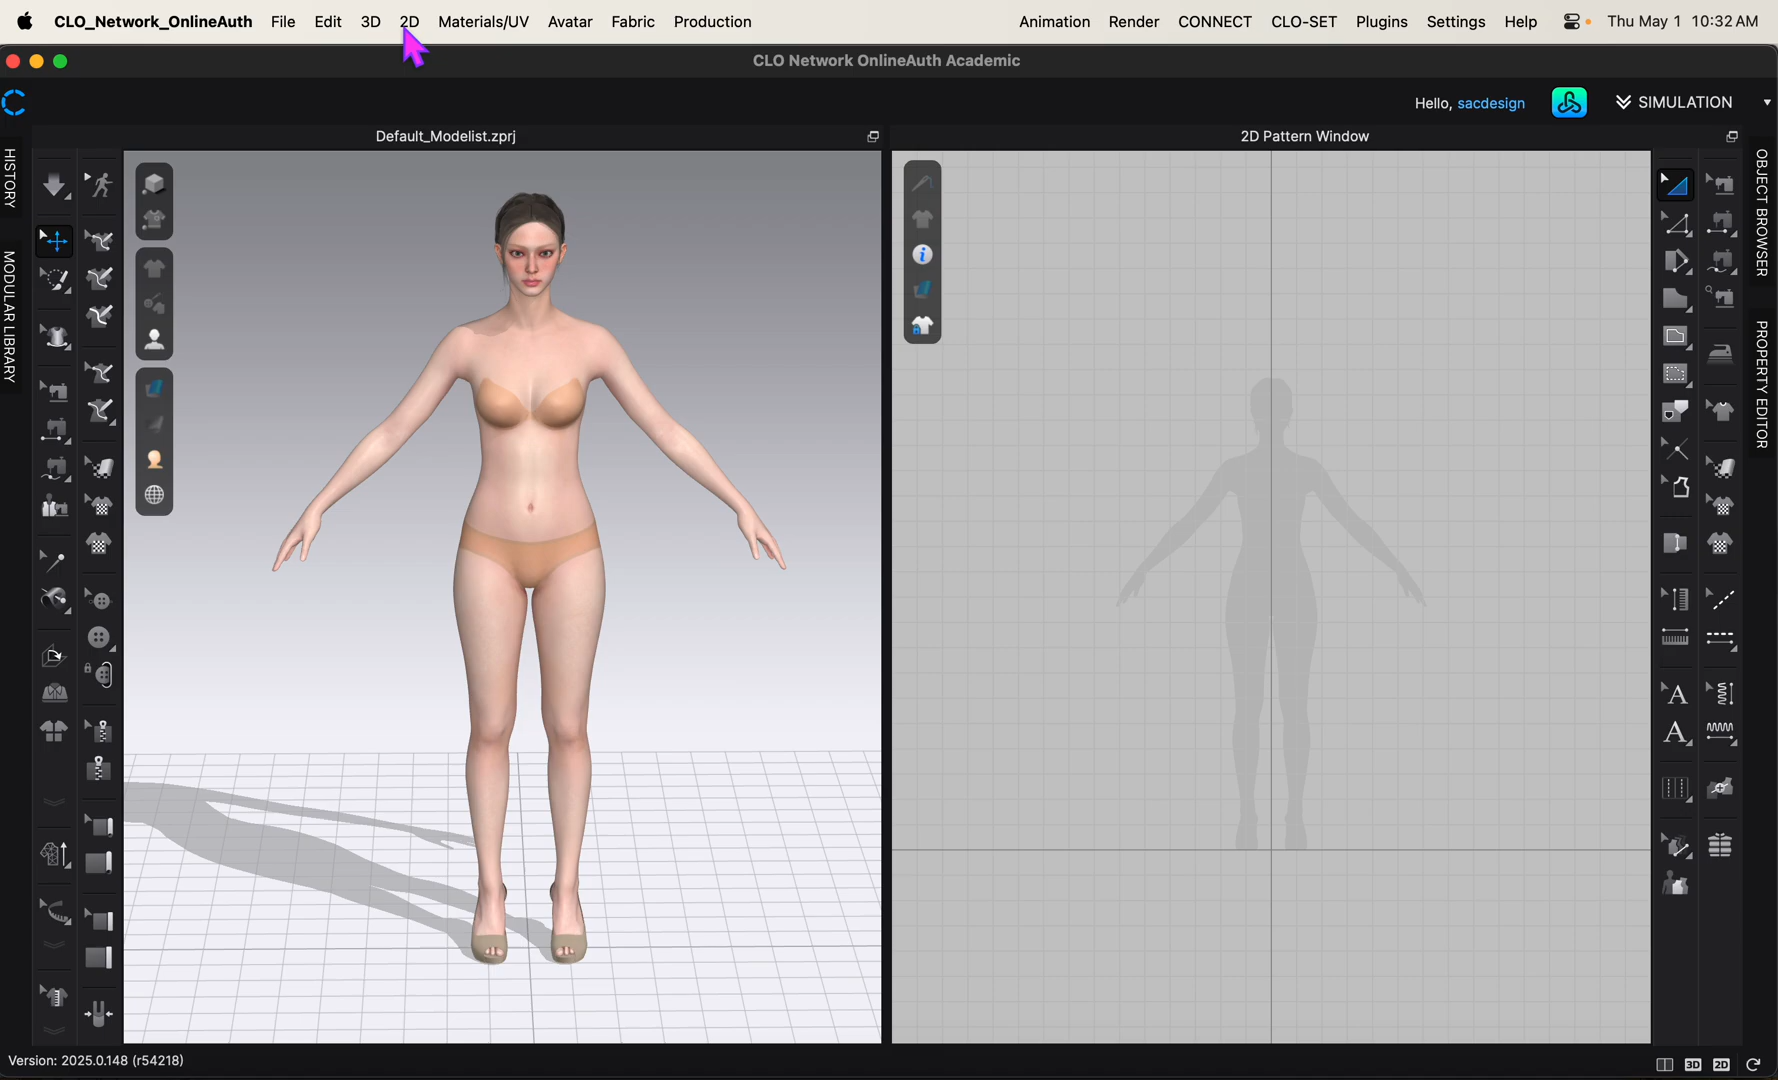 CLO_Network_OnlineAuth File Edit 3D 2D Materials/UV Avatar Fabric Production Animation Render CONNECT CLO-SET Plugins Settings Help Thu May 1 10:32 AM
CLO Network OnlineAuth Academic
Hello, sacdesign SIMULATION
Default_Modelist.zprj
2D Pattern Window
HISTORY
MODULAR LIBRARY
OBJECT BROWSER
PROPERTY EDITOR
A
A
Version: 2025.0.148 (r54218)
3D 2D